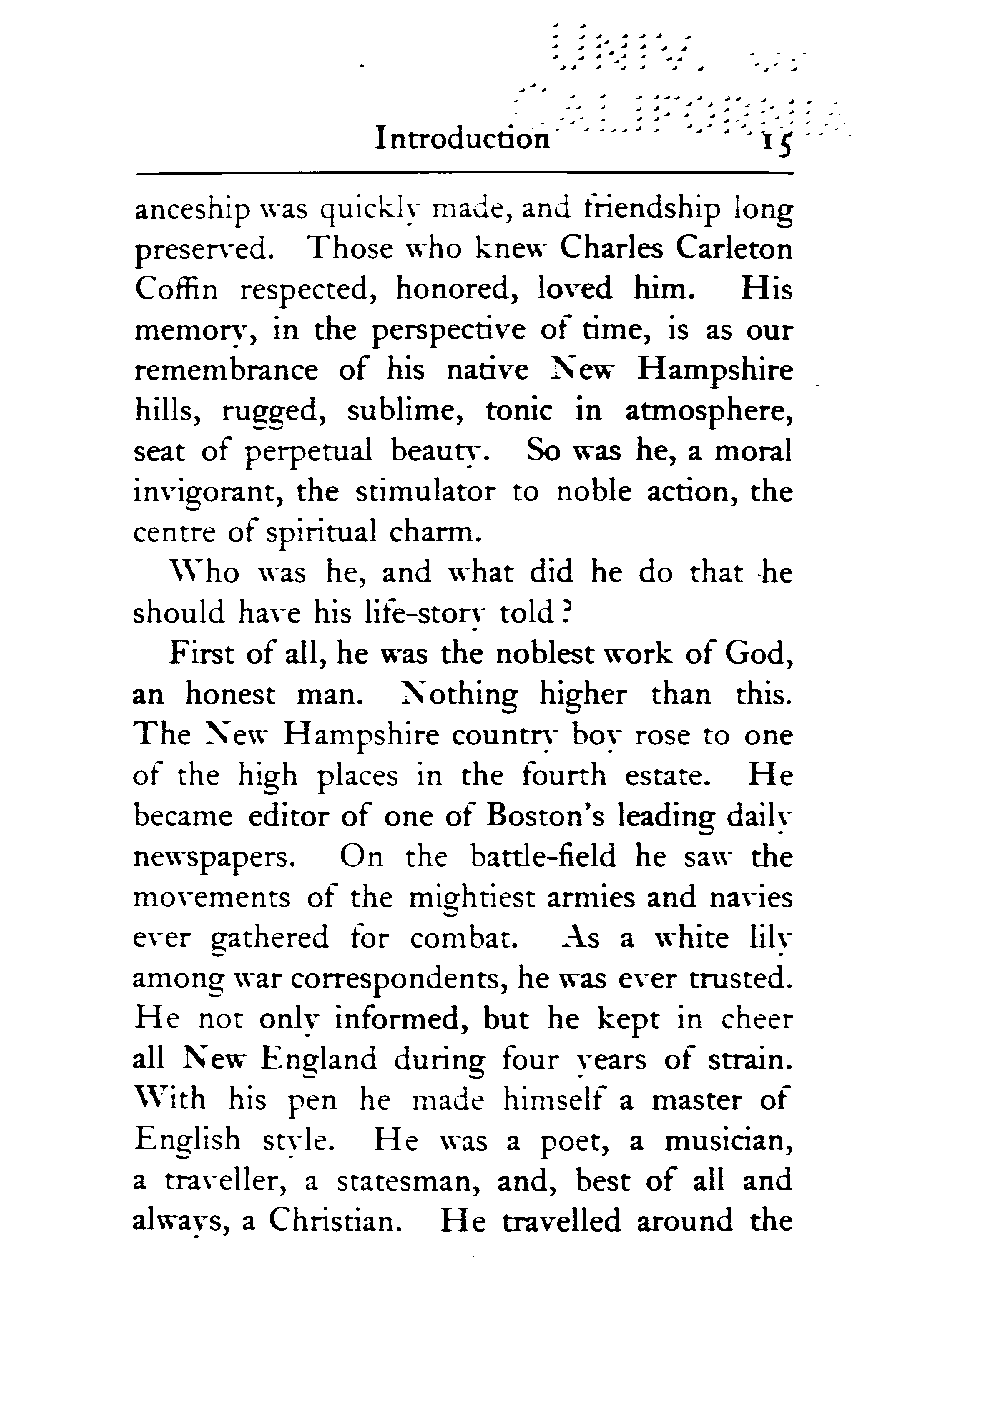 UNIV. OF
CALIFORNIA
Introduction 15
anceship was quickly made, and friendship long
preserved. Those who knew Charles Carleton
Coffin respected, honored, loved him. His
memory, in the perspective of time, is as our
remembrance of his native New Hampshire
hills, rugged, sublime, tonic in atmosphere,
seat of perpetual beauty. So was he, a moral
invigorant, the stimulator to noble action, the
centre of spiritual charm.
Who was he, and what did he do that he
should have his life-story told?
First of all, he was the noblest work of God,
an honest man. Nothing higher than this.
The New Hampshire country boy rose to one
of the high places in the fourth estate. He
became editor of one of Boston's leading daily
newspapers. On the battle-field he saw the
movements of the mightiest armies and navies
ever gathered for combat. As a white lily
among war correspondents, he was ever trusted.
He not only informed, but he kept in cheer
all New England during four years of strain.
With his pen he made himself a master of
English style. He was a poet, a musician,
a traveller, a statesman, and, best of all and
always, a Christian. He travelled around the